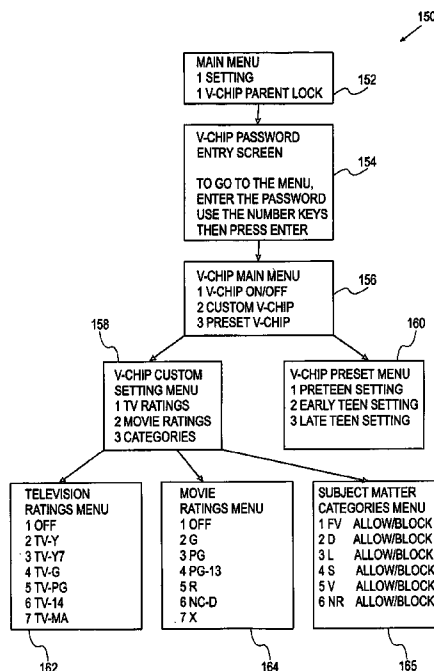 150
MAIN MENU
1 SETTING
1 V-CHIP PARENT LOCK
152
V-CHIP PASSWORD
ENTRY SCREEN
TO GO TO THE MENU,
ENTER THE PASSWORD
USE THE NUMBER KEYS
THEN PRESS ENTER
154
V-CHIP MAIN MENU
1 V-CHIP ON/OFF
2 CUSTOM V-CHIP
3 PRESET V-CHIP
156
158
V-CHIP CUSTOM
SETTING MENU
1 TV RATINGS
2 MOVIE RATINGS
3 CATEGORIES
160
V-CHIP PRESET MENU
1 PRETEEN SETTING
2 EARLY TEEN SETTING
3 LATE TEEN SETTING
TELEVISION
RATINGS MENU
1 OFF
2 TV-Y
3 TV-Y7
4 TV-G
5 TV-PG
6 TV-14
7 TV-MA
162
MOVIE
RATINGS MENU
1 OFF
2 G
3 PG
4 PG-13
5 R
6 NC-D
7 X
164
SUBJECT MATTER
CATEGORIES MENU
1 FV ALLOW/BLOCK
2 D ALLOW/BLOCK
3 L ALLOW/BLOCK
4 S ALLOW/BLOCK
5 V ALLOW/BLOCK
6 NR ALLOW/BLOCK
165